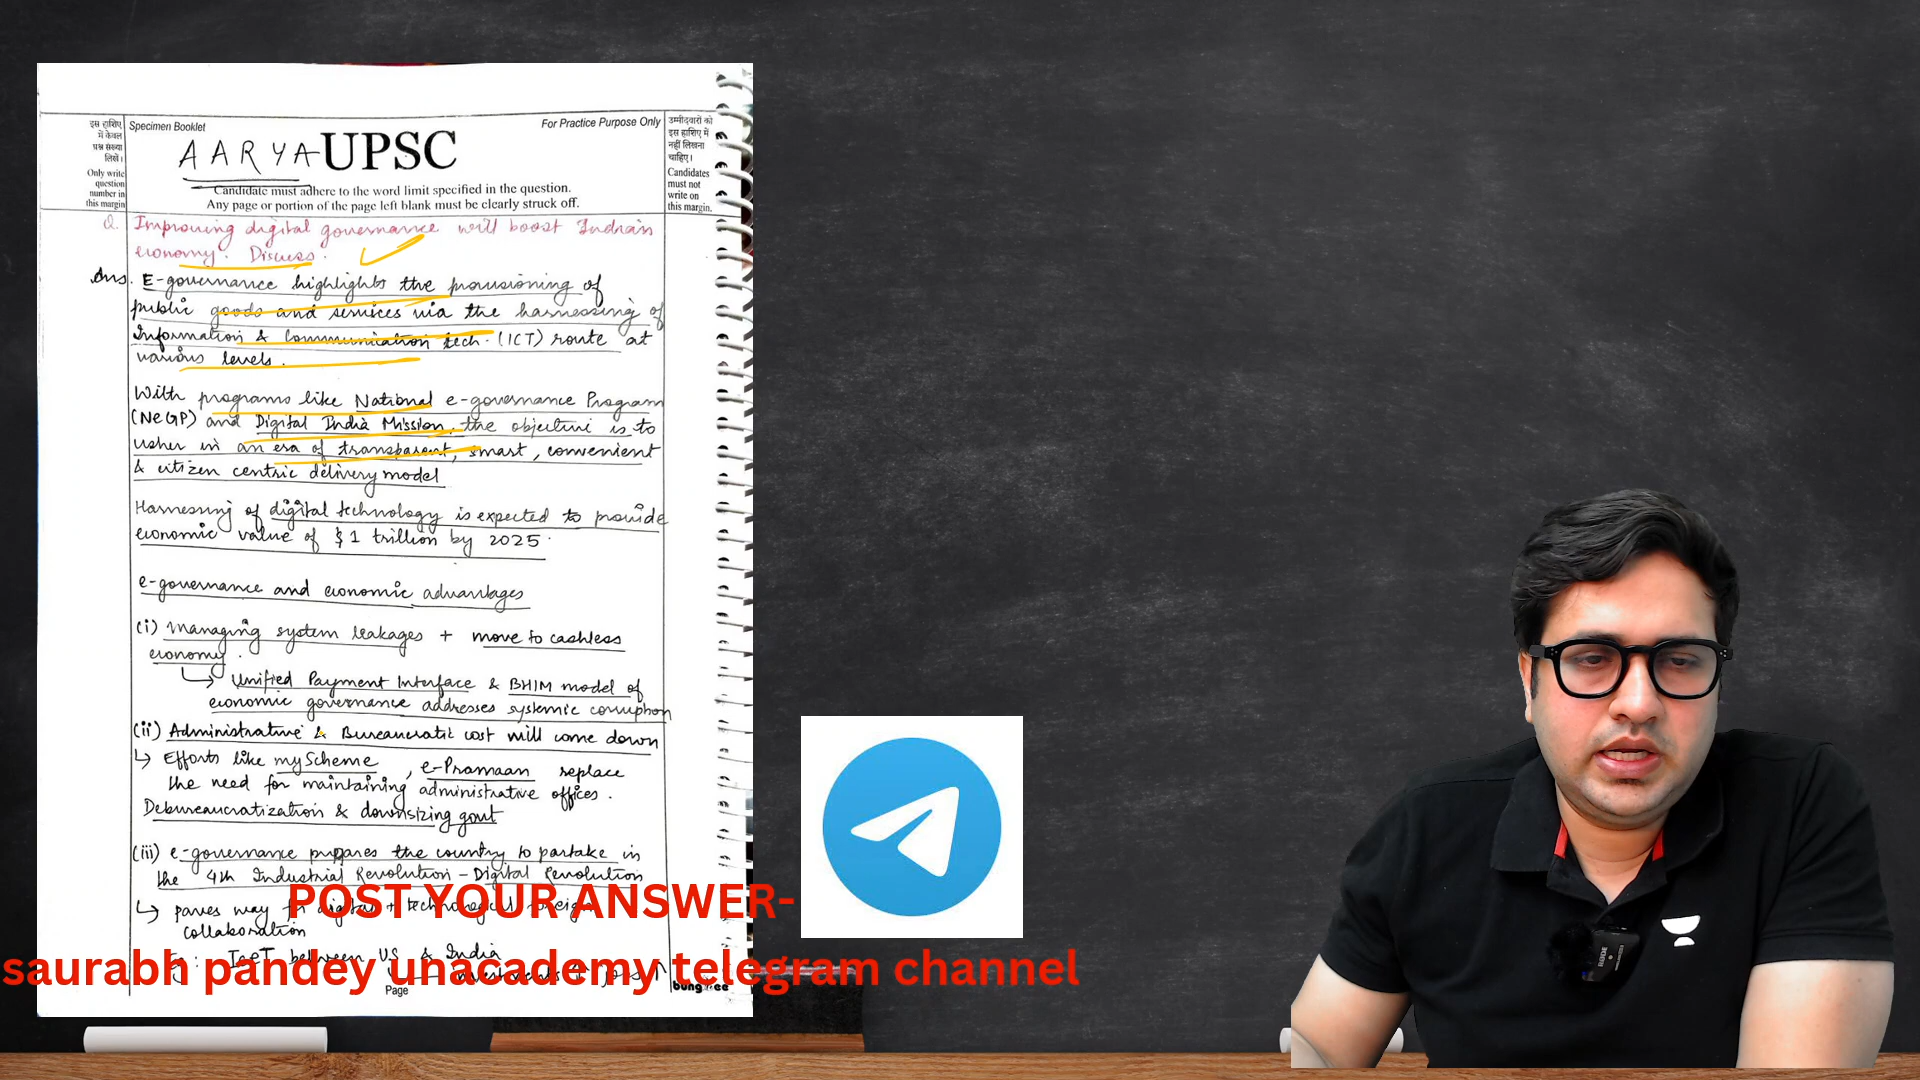 इस हाशिए
में केवल
प्रश्न संख्या
लिखें।
Only write
question
number in
this margin
Specimen Booklet
For Practice Purpose Only
AARYA UPSC
Candidate must adhere to the word limit specified in the question.
Any page or portion of the page left blank must be clearly struck off.
उम्मीदवारों को
इस हाशिए में
नहीं लिखना
चाहिए।
Candidates
must not
write on
this margin.
Q. Improving digital governance will boost Indian
economy. Discuss.
Ans. E-governance highlights the provisioning of
public goods and services via the harnessing of
Information & Communication tech. (ICT) route at
various levels.
With programs like National e-governance Program
(NeGP) and Digital India Mission, the objective is to
usher in an era of transparent, smart, convenient
& citizen centric delivery model
Harnessing of digital technology is expected to provide
economic value of $1 trillion by 2025.
e-governance and economic advantages
(i) Managing system leakages + move to cashless
economy.
↳ Unified Payment Interface & BHIM model of
economic governance addresses systemic corruption
(ii) Administrative & Bureaucratic cost will come down
↳ Efforts like myScheme, e-Pramaan replace
the need for maintaining administrative offices.
Debureaucratization & downsizing govt
(iii) e-governance prepares the country to partake in
the 4th Industrial Revolution - Digital Revolution
↳ paves way for digital + technological foreign
collaboration
Eg: ICET between US & India
Page
POST YOUR ANSWER-
saurabh pandey unacademy telegram channel